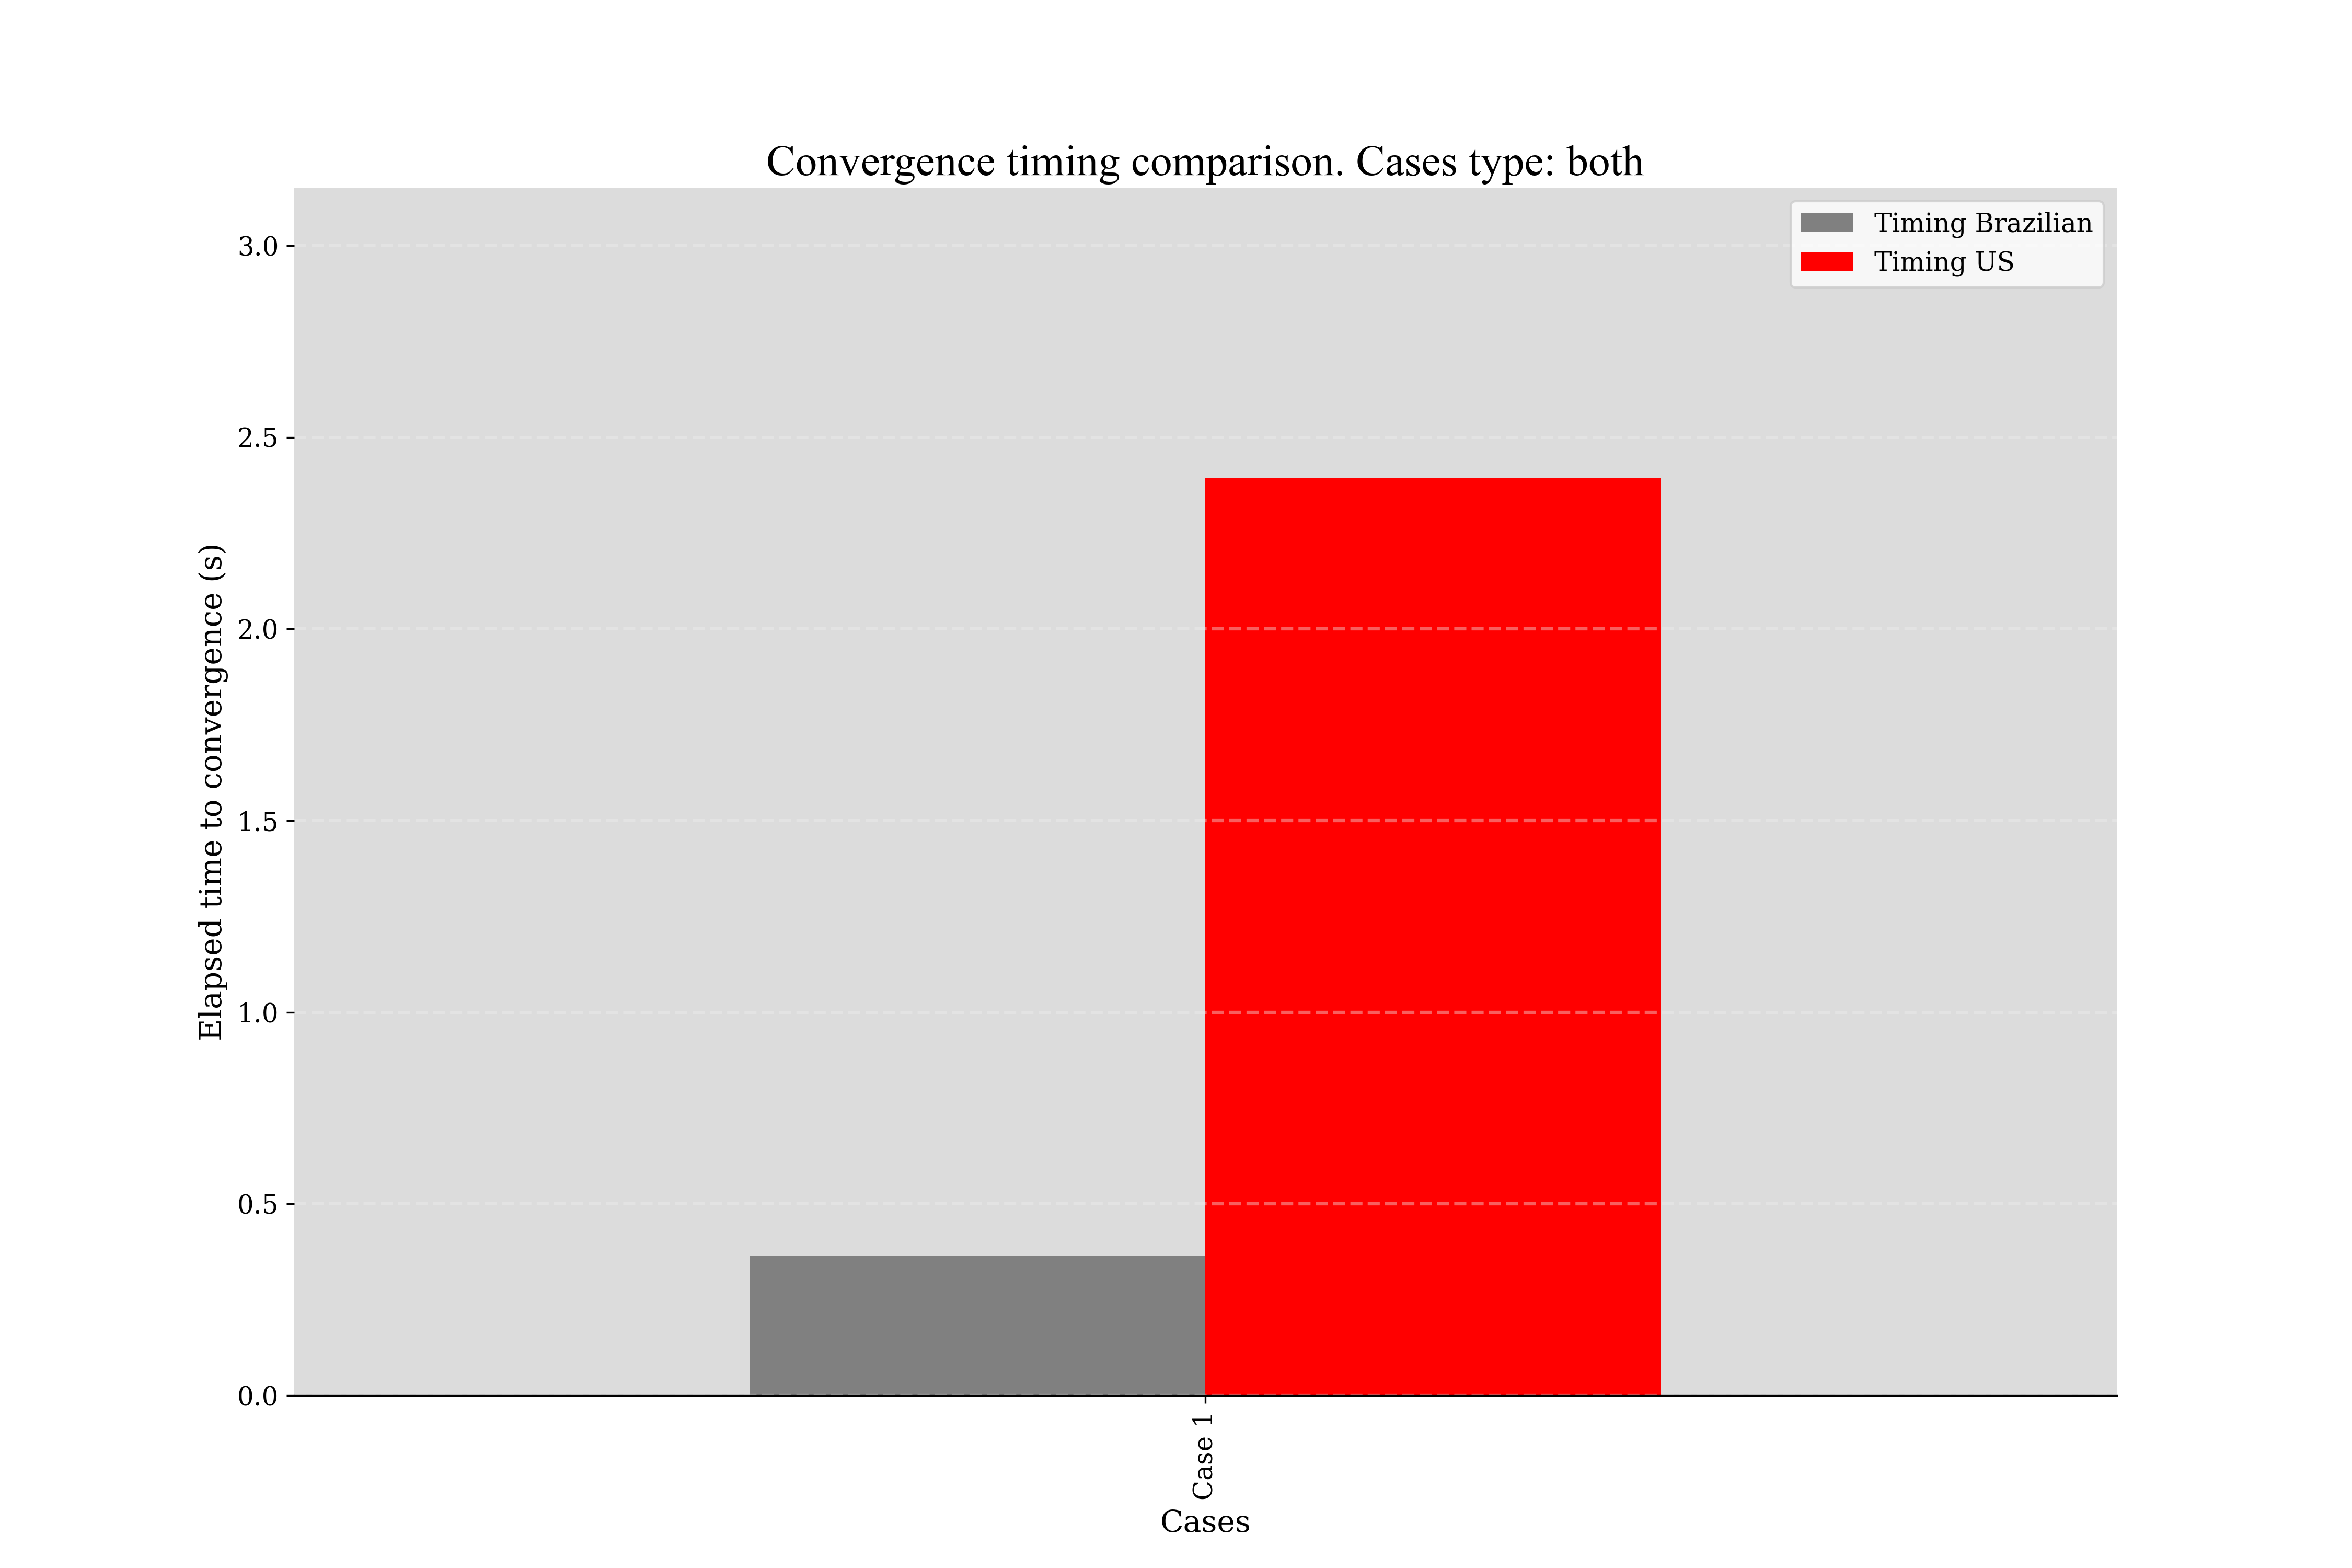 Convergence timing comparison. Cases type: both
Timing Brazilian
Timing US
3.0
2.5
2.0
1.5
1.0
0.5
0.0
Elapsed time to convergence (s)
Case 1
Cases